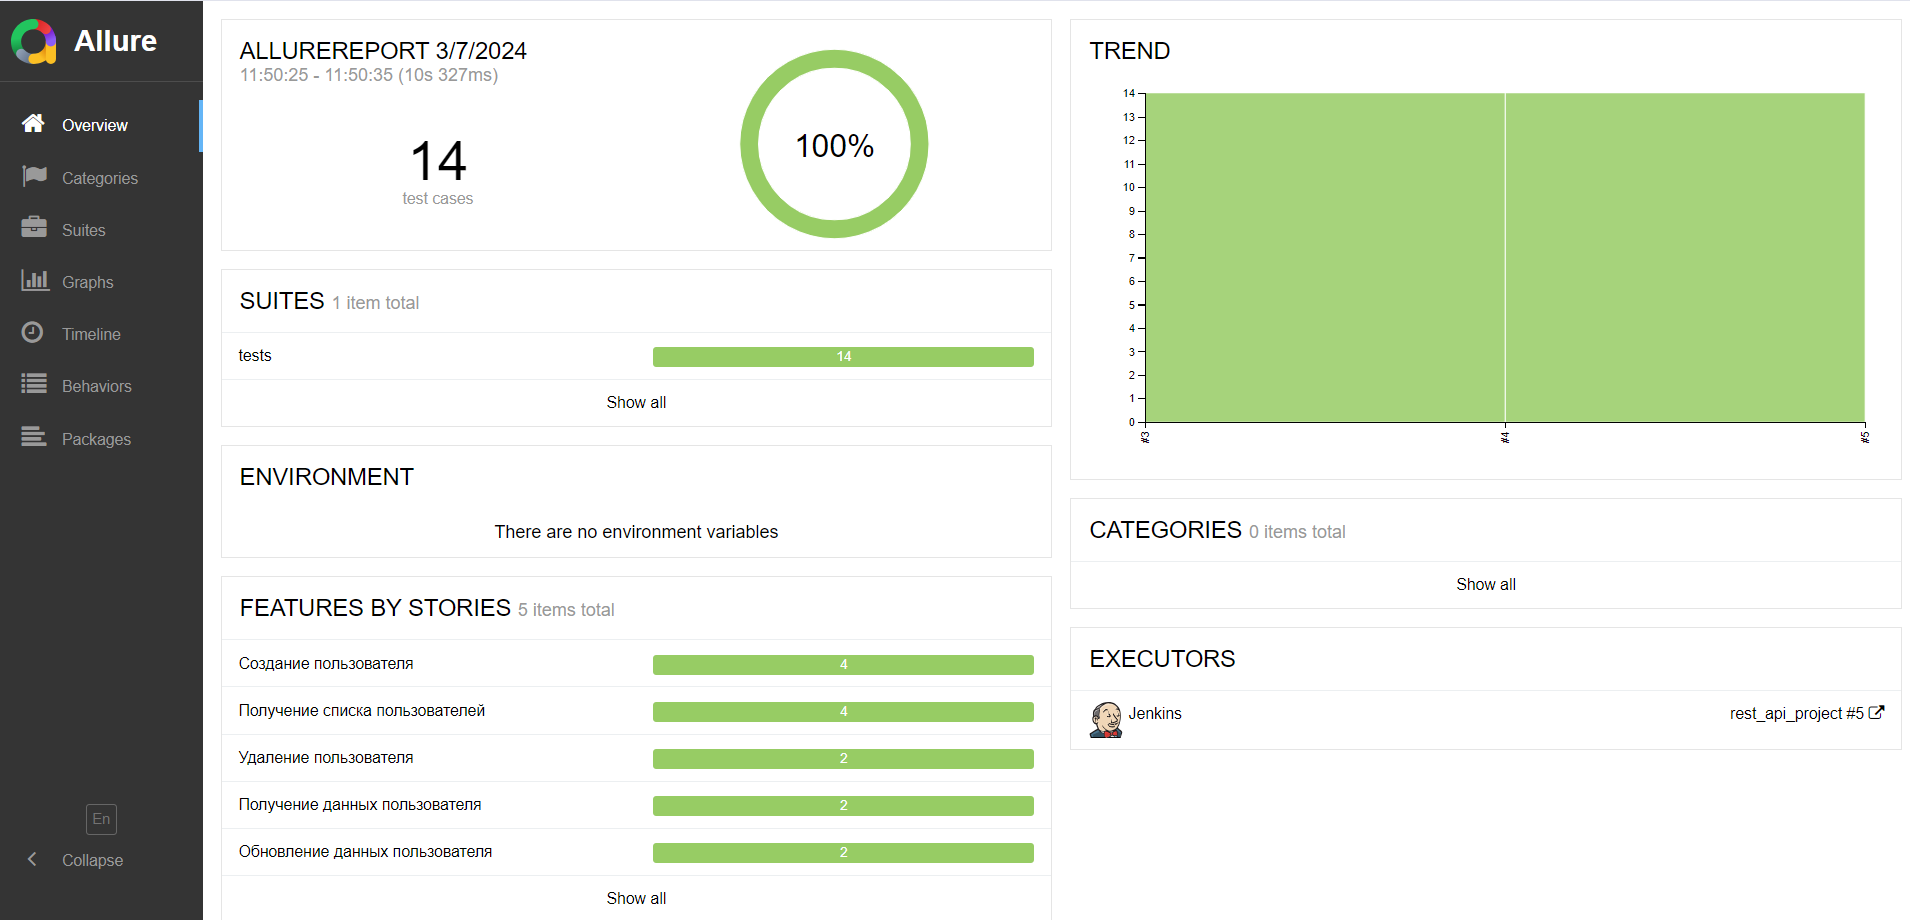 Allure
Overview
Categories
Suites
Graphs
Timeline
Behaviors
Packages
En
Collapse
ALLUREREPORT 3/7/2024
11:50:25 - 11:50:35 (10s 327ms)
14
test cases
100%
SUITES 1 item total
tests 14
Show all
ENVIRONMENT
There are no environment variables
FEATURES BY STORIES 5 items total
Создание пользователя 4
Получение списка пользователей 4
Удаление пользователя 2
Получение данных пользователя 2
Обновление данных пользователя 2
Show all
TREND
14
13
12
11
10
9
8
7
6
5
4
3
2
1
0
#3 #4 #5
CATEGORIES 0 items total
Show all
EXECUTORS
Jenkins rest_api_project #5